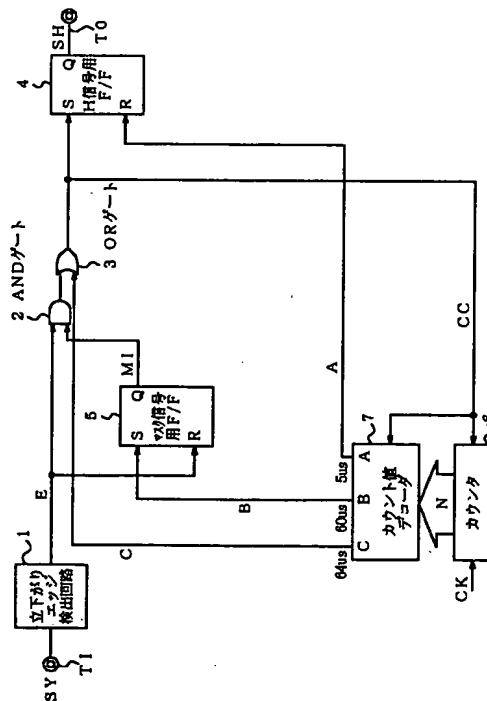 SY
TI
1
立下がり
エッジ
検出回路
E
2 ANDゲート
3 ORゲート
4
S
Q
H信号用
F/F
R
SH
TO
5
S
Q
マスク信号
用F/F
R
MI
C
B
A
64us
60us
5us
C
B
A
7
カウント値
デコーダ
N
CK
カウンタ
CC